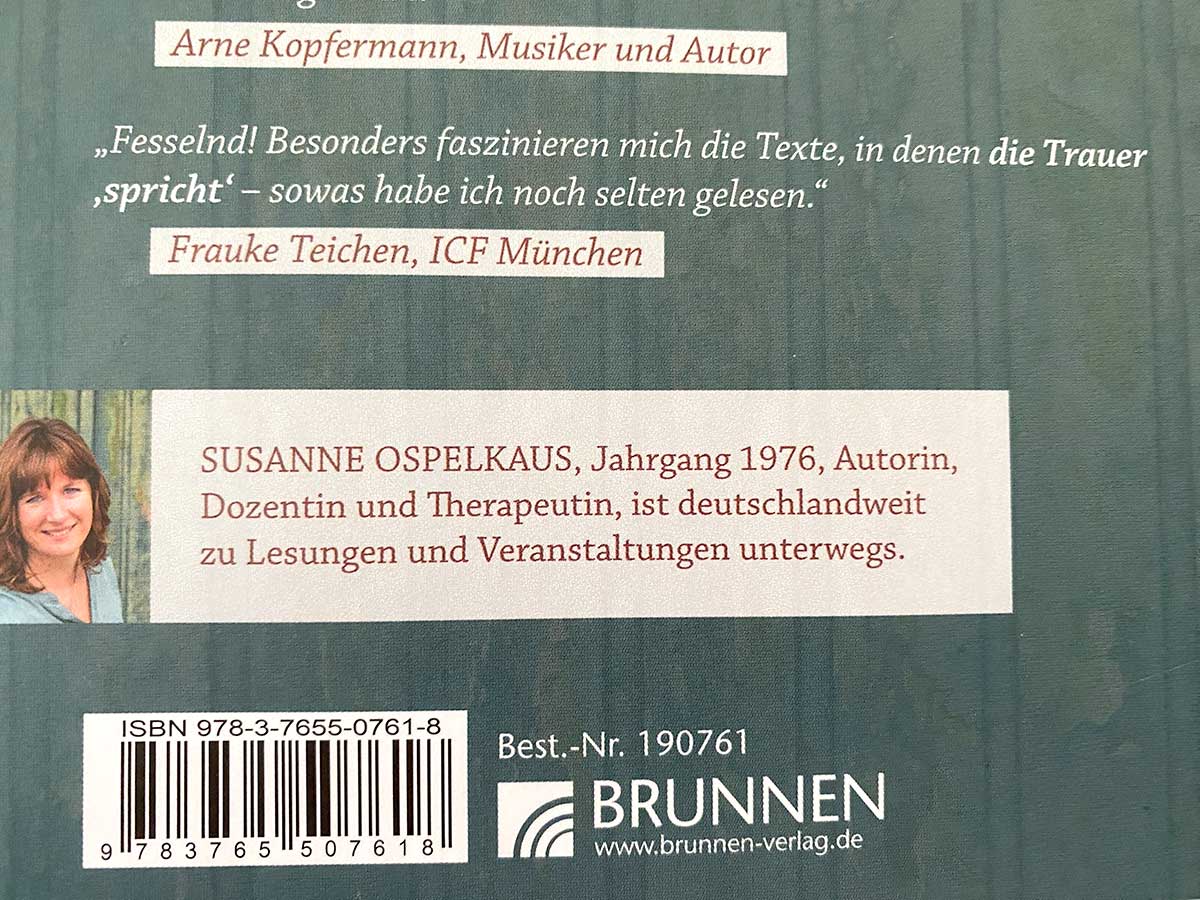 Arne Kopfermann, Musiker und Autor
„Fesselnd! Besonders faszinieren mich die Texte, in denen die Trauer
‚spricht‘ – sowas habe ich noch selten gelesen.“
Frauke Teichen, ICF München
SUSANNE OSPELKAUS, Jahrgang 1976, Autorin,
Dozentin und Therapeutin, ist deutschlandweit
zu Lesungen und Veranstaltungen unterwegs.
ISBN 978-3-7655-0761-8
9 783765 507618
Best.-Nr. 190761
BRUNNEN
www.brunnen-verlag.de